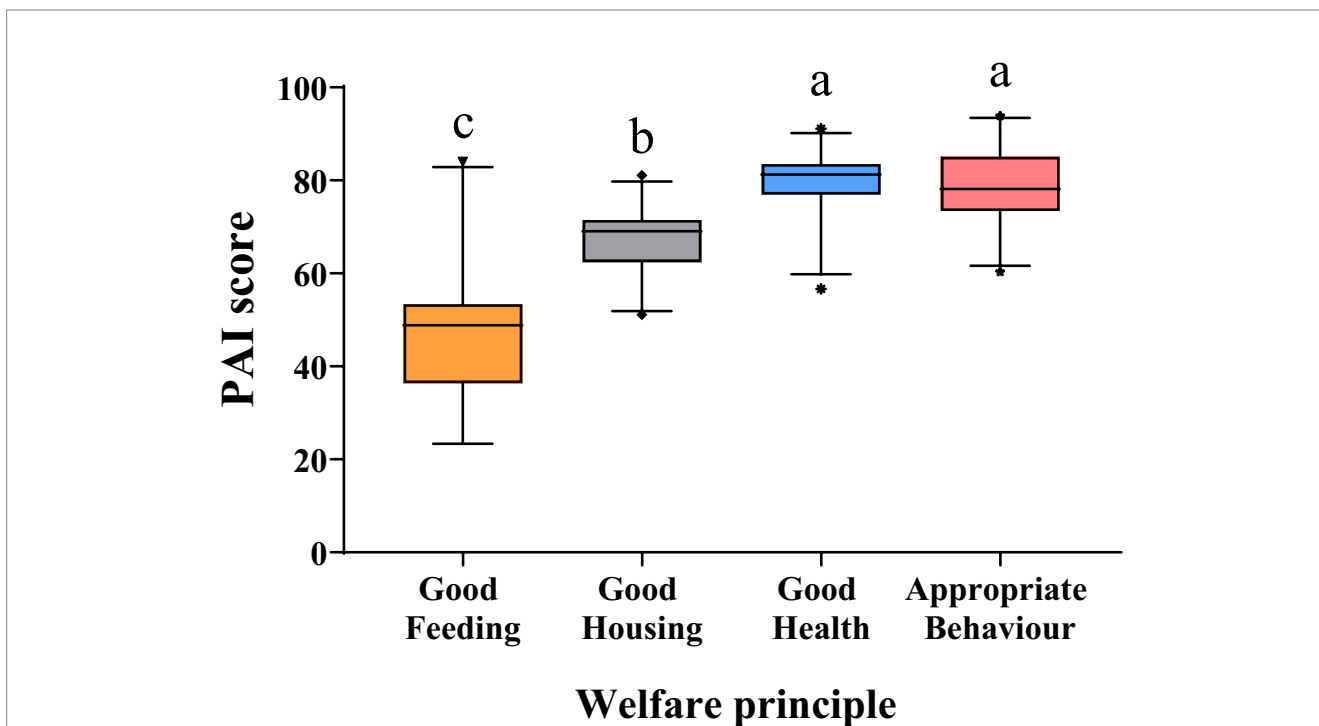 a
a
c
b
100
80
60
40
20
0
PAI score
Good Feeding
Good Housing
Good Health
Appropriate Behaviour
Welfare principle